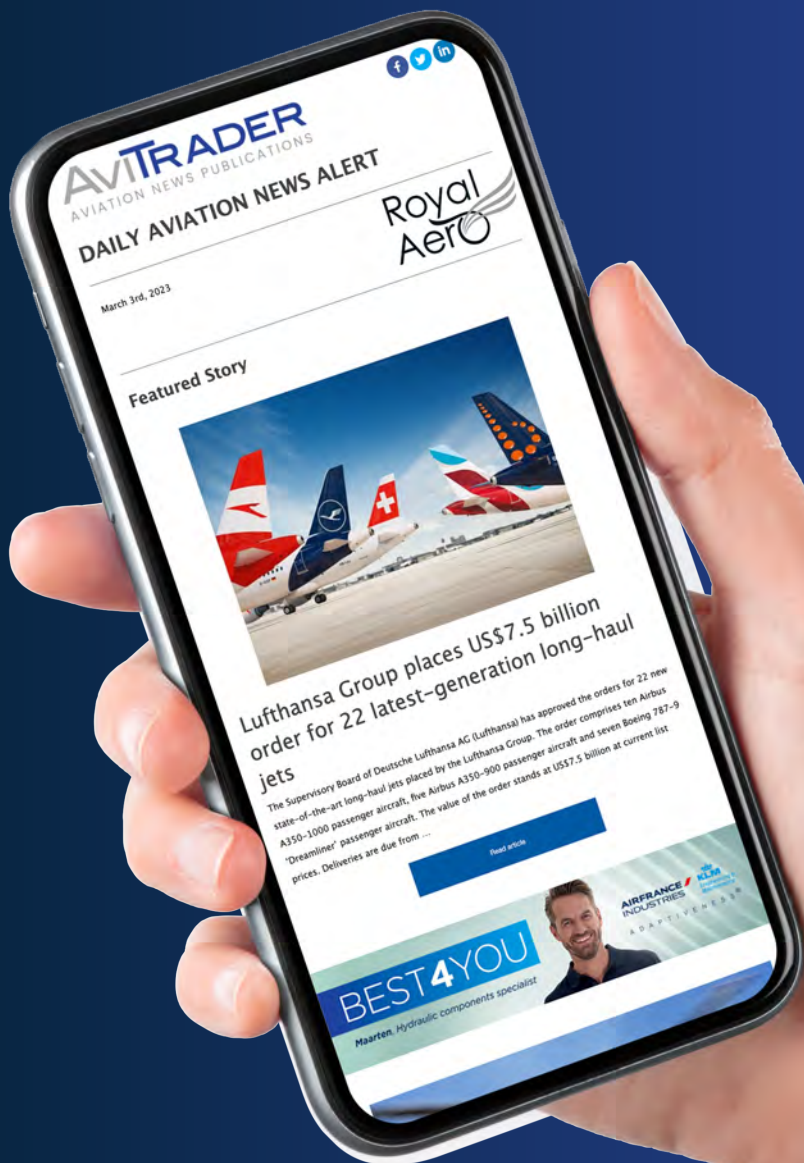 AVITRADER
AVIATION NEWS PUBLICATIONS
DAILY AVIATION NEWS ALERT
Royal
Aero
March 3rd, 2023
Featured Story
Lufthansa Group places US$7.5 billion
order for 22 latest-generation long-haul
jets
The Supervisory Board of Deutsche Lufthansa AG (Lufthansa) has approved the orders for 22 new
state-of-the-art long-haul jets placed by the Lufthansa Group. The order comprises ten Airbus
A350-1000 passenger aircraft, five Airbus A350-900 passenger aircraft and seven Boeing 787-9
'Dreamliner' passenger aircraft. The value of the order stands at US$7.5 billion at current list
prices. Deliveries are due from ...
Read article
BEST4YOU
Maarten, Hydraulic components specialist
AIRFRANCE
INDUSTRIES
KLM
ADAPTIVENESS®